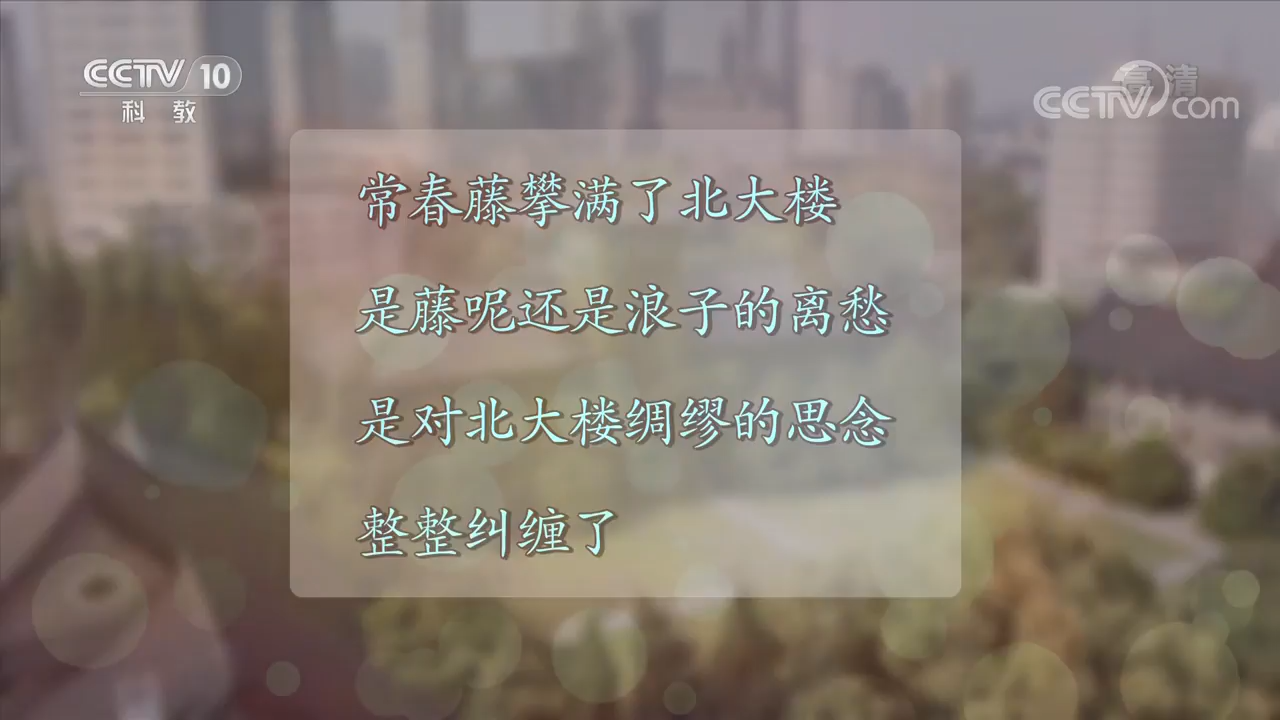 CCTV 10
科教
高清
CCTV.com
常春藤攀满了北大楼
是藤呢还是浪子的离愁
是对北大楼绸缪的思念
整整纠缠了